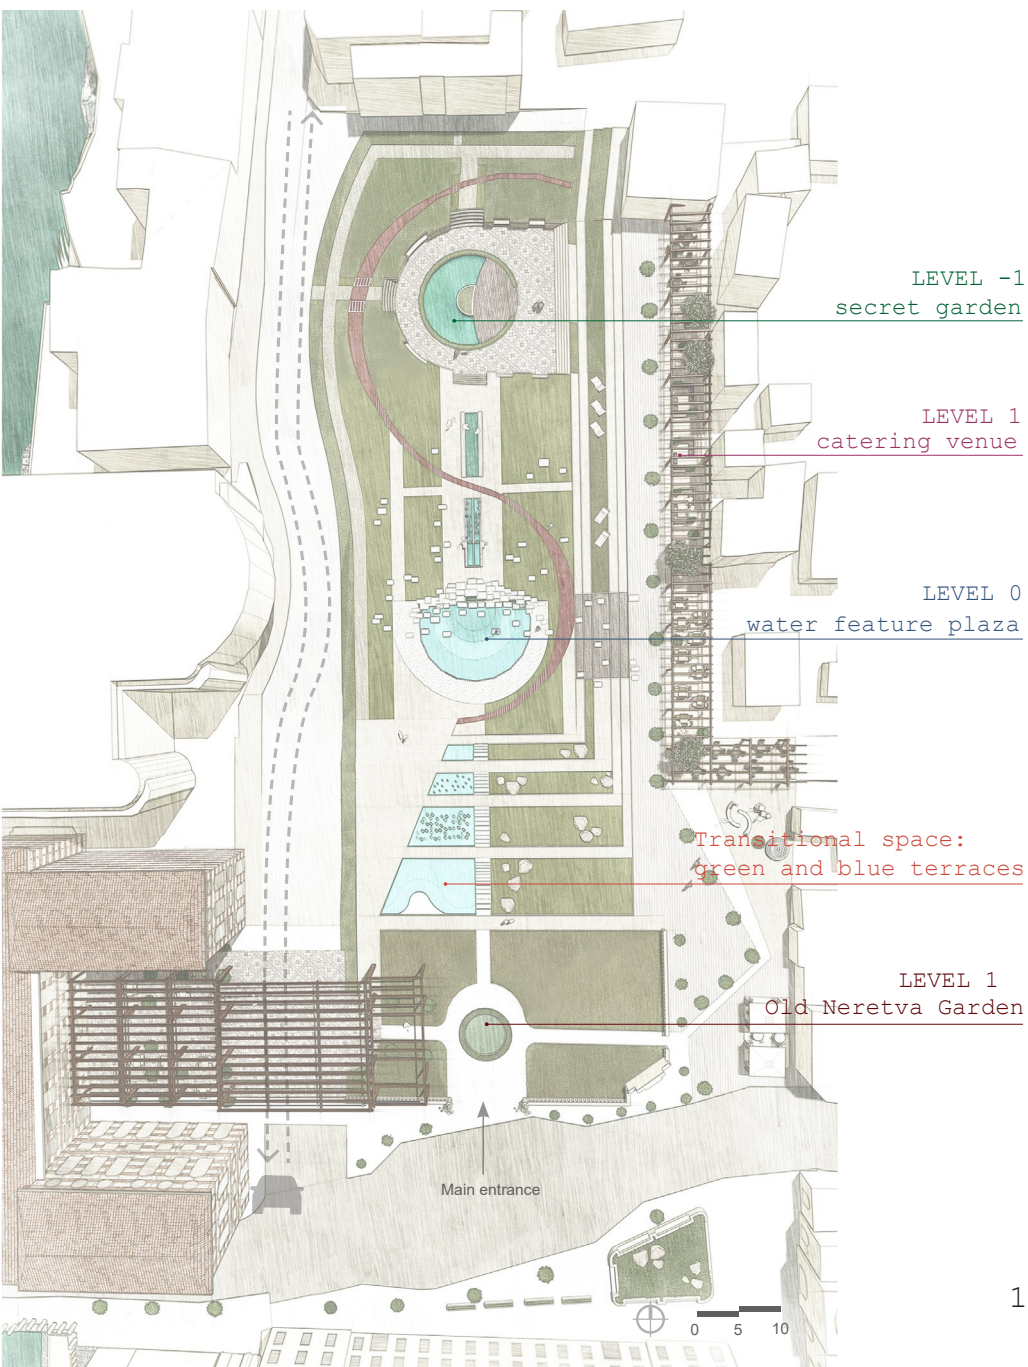 LEVEL -1
secret garden
LEVEL 1
catering venue
LEVEL 0
water feature plaza
Transitional space:
green and blue terraces
LEVEL 1
Old Neretva Garden
Main entrance
0 5 10
1